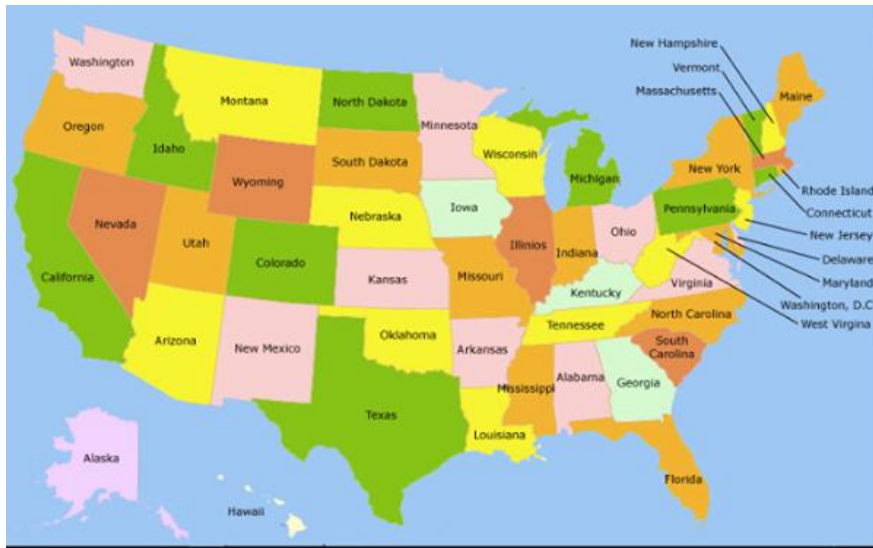 New Hampshire
Vermont
Massachusetts
Washington
Montana
North Dakota
Minnesota
Maine
Oregon
Idaho
South Dakota
Wisconsin
Michigan
New York
Rhode Island
Wyoming
Connecticut
Nevada
Nebraska
Iowa
Pennsylvania
New Jersey
Utah
Illinios
Indiana
Ohio
Delaware
California
Colorado
Kansas
Missouri
Virginia
Maryland
Kentucky
Washington, D.C
Arizona
New Mexico
Oklahoma
Tennessee
North Carolina
West Virgina
Arkansas
South
Carolina
Mississippi
Alabama
Georgia
Texas
Louisiana
Alaska
Florida
Hawaii